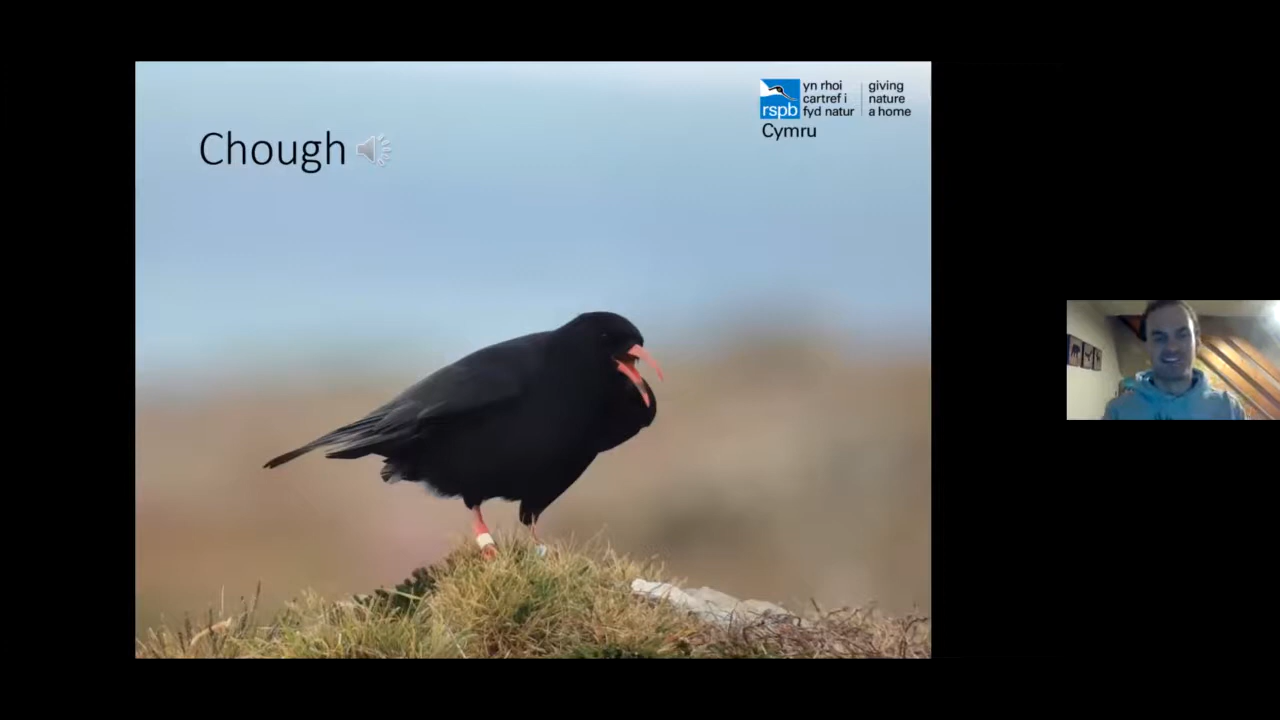 Chough
rspb
yn rhoi
cartref i
fyd natur
giving
nature
a home
Cymru